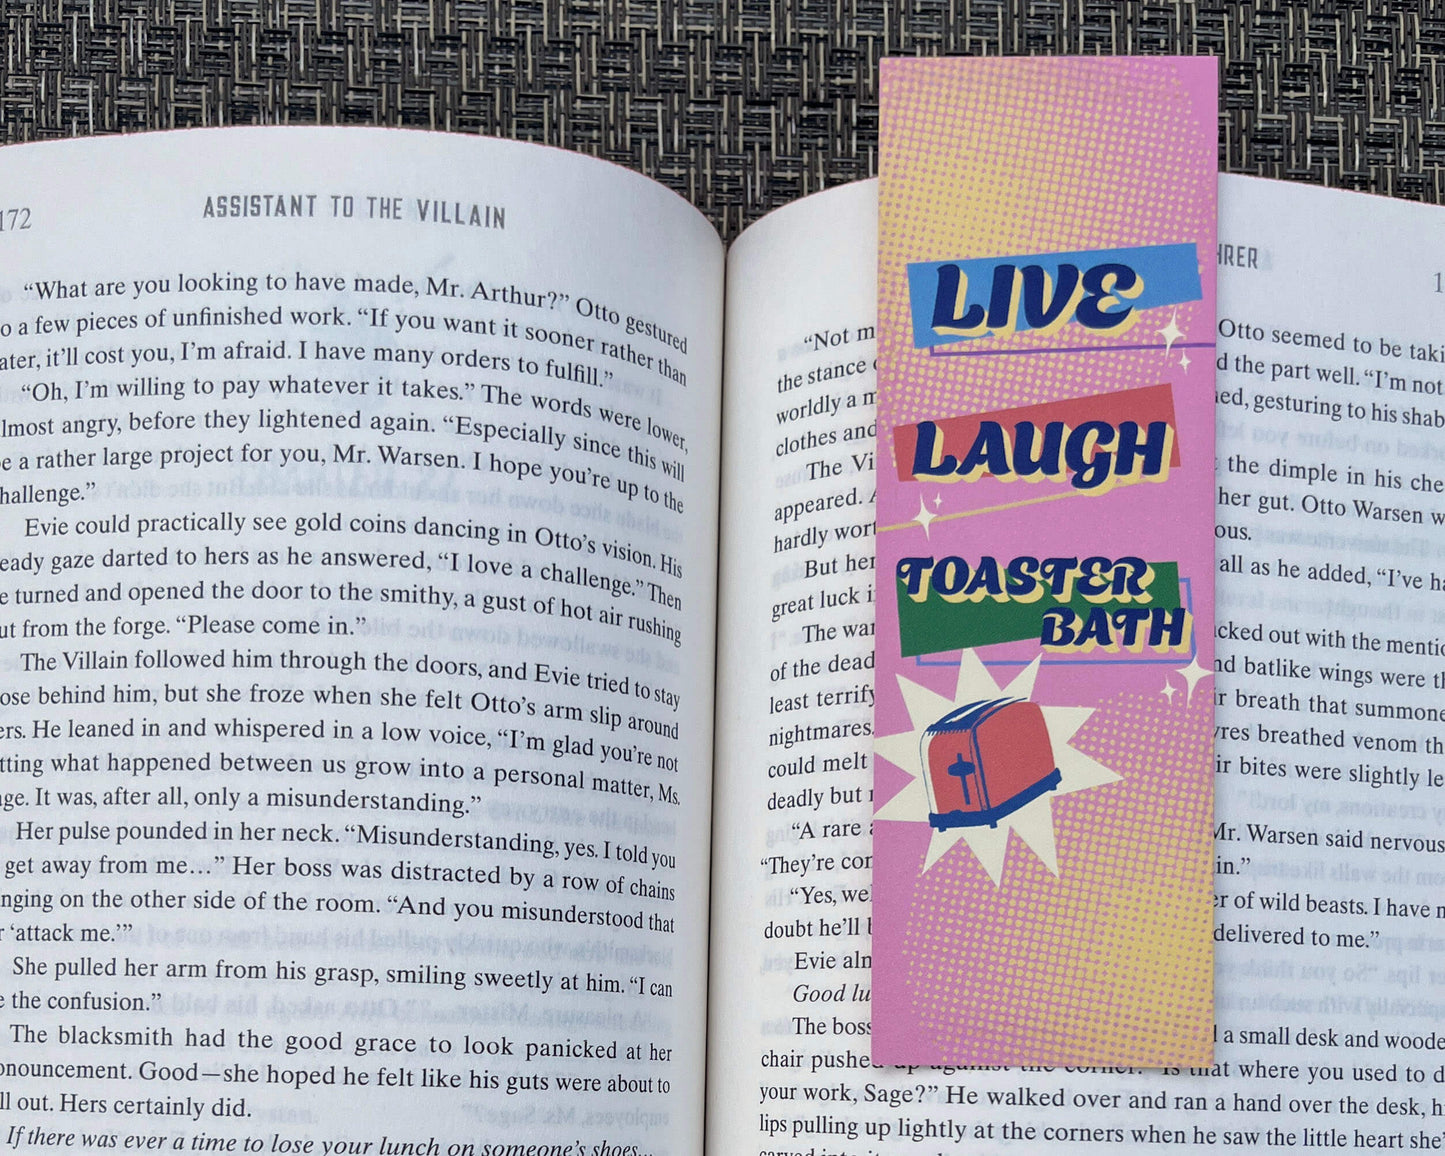 172
ASSISTANT TO THE VILLAIN
“What are you looking to have made, Mr. Arthur?” Otto gestured
o a few pieces of unfinished work. “If you want it sooner rather than
ater, it’ll cost you, I’m afraid. I have many orders to fulfill.”
“Oh, I’m willing to pay whatever it takes.” The words were lower,
lmost angry, before they lightened again. “Especially since this will
e a rather large project for you, Mr. Warsen. I hope you’re up to the
hallenge.”
Evie could practically see gold coins dancing in Otto’s vision. His
eady gaze darted to hers as he answered, “I love a challenge.” Then
e turned and opened the door to the smithy, a gust of hot air rushing
ut from the forge. “Please come in.”
The Villain followed him through the doors, and Evie tried to stay
ose behind him, but she froze when she felt Otto’s arm slip around
ers. He leaned in and whispered in a low voice, “I’m glad you’re not
tting what happened between us grow into a personal matter, Ms.
age. It was, after all, only a misunderstanding.”
Her pulse pounded in her neck. “Misunderstanding, yes. I told you
get away from me…” Her boss was distracted by a row of chains
nging on the other side of the room. “And you misunderstood that
r ‘attack me.’”
She pulled her arm from his grasp, smiling sweetly at him. “I can
e the confusion.”
The blacksmith had the good grace to look panicked at her
onouncement. Good—she hoped he felt like his guts were about to
ll out. Hers certainly did.
If there was ever a time to lose your lunch on someone’s shoes...
LIVE
LAUGH
TOASTER
BATH
HRER
1
“Not m
Otto seemed to be taki
the stance
d the part well. “I’m not
worldly a m
ned, gesturing to his shab
clothes and
The Vi
the dimple in his che
appeared. A
her gut. Otto Warsen w
hardly wort
ous.
But her
all as he added, “I’ve ha
great luck i
The war
cked out with the mentio
of the dead
nd batlike wings were th
least terrify
ir breath that summone
nightmares.
yres breathed venom th
could melt
ir bites were slightly le
deadly but
“A rare a
Mr. Warsen said nervous
“They’re cor
in.”
“Yes, wel
er of wild beasts. I have n
doubt he’ll b
delivered to me.”
Evie alm
Good lu
The boss
a small desk and woode
chair pushed up against the corner. “Is that where you used to d
your work, Sage?” He walked over and ran a hand over the desk, h
lips pulling up lightly at the corners when he saw the little heart she’